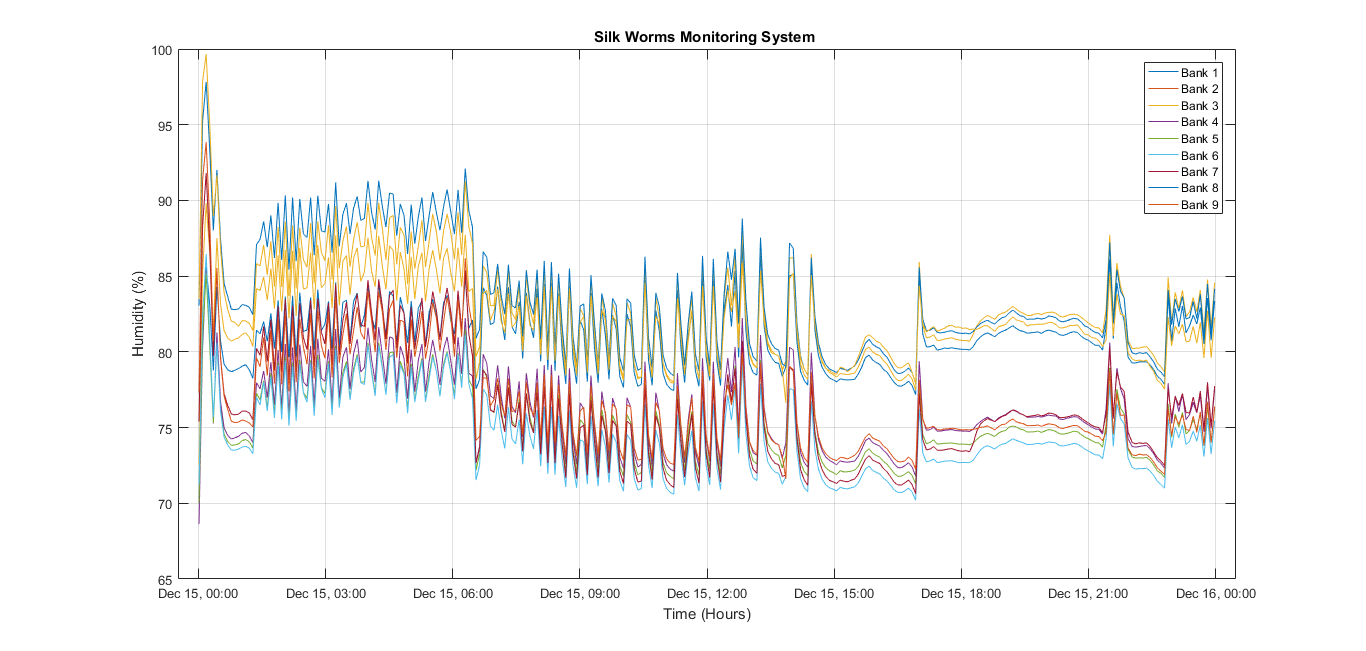 Silk Worms Monitoring System
100
95
90
85
80
75
70
65
Humidity (%)
Bank 1
Bank 2
Bank 3
Bank 4
Bank 5
Bank 6
Bank 7
Bank 8
Bank 9
Dec 15, 00:00
Dec 15, 03:00
Dec 15, 06:00
Dec 15, 09:00
Dec 15, 12:00
Dec 15, 15:00
Dec 15, 18:00
Dec 15, 21:00
Dec 16, 00:00
Time (Hours)